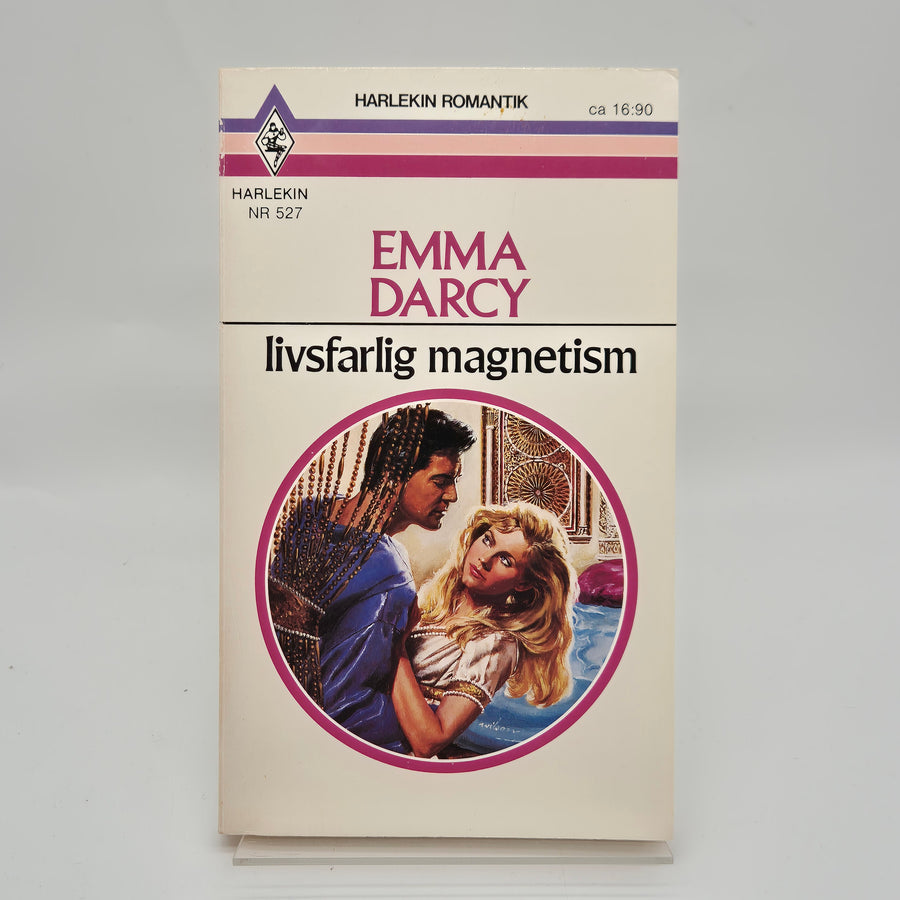 HARLEKIN ROMANTIK
ca 16:90
HARLEKIN
NR 527
EMMA
DARCY
livsfarlig magnetism